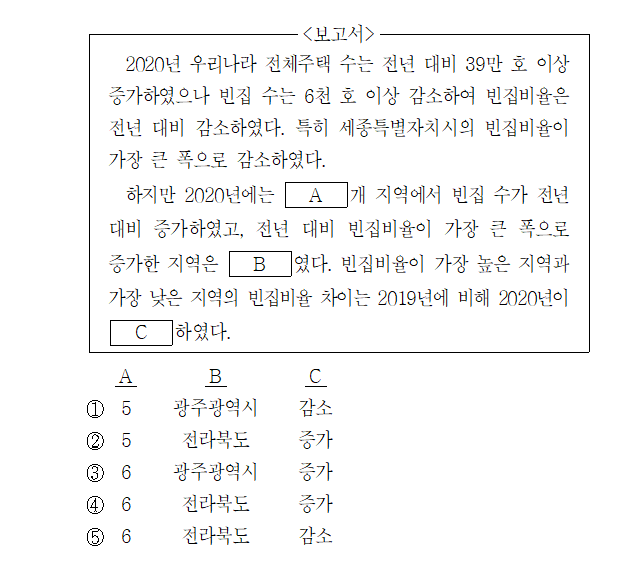 <보고서>
2020년 우리나라 전체주택 수는 전년 대비 39만 호 이상
증가하였으나 빈집 수는 6천 호 이상 감소하여 빈집비율은
전년 대비 감소하였다. 특히 세종특별자치시의 빈집비율이
가장 큰 폭으로 감소하였다.
하지만 2020년에는 A 개 지역에서 빈집 수가 전년
대비 증가하였고, 전년 대비 빈집비율이 가장 큰 폭으로
증가한 지역은 B 였다. 빈집비율이 가장 높은 지역과
가장 낮은 지역의 빈집비율 차이는 2019년에 비해 2020년이
C 하였다.
A B C
① 5 광주광역시 감소
② 5 전라북도 증가
③ 6 광주광역시 증가
④ 6 전라북도 증가
⑤ 6 전라북도 감소